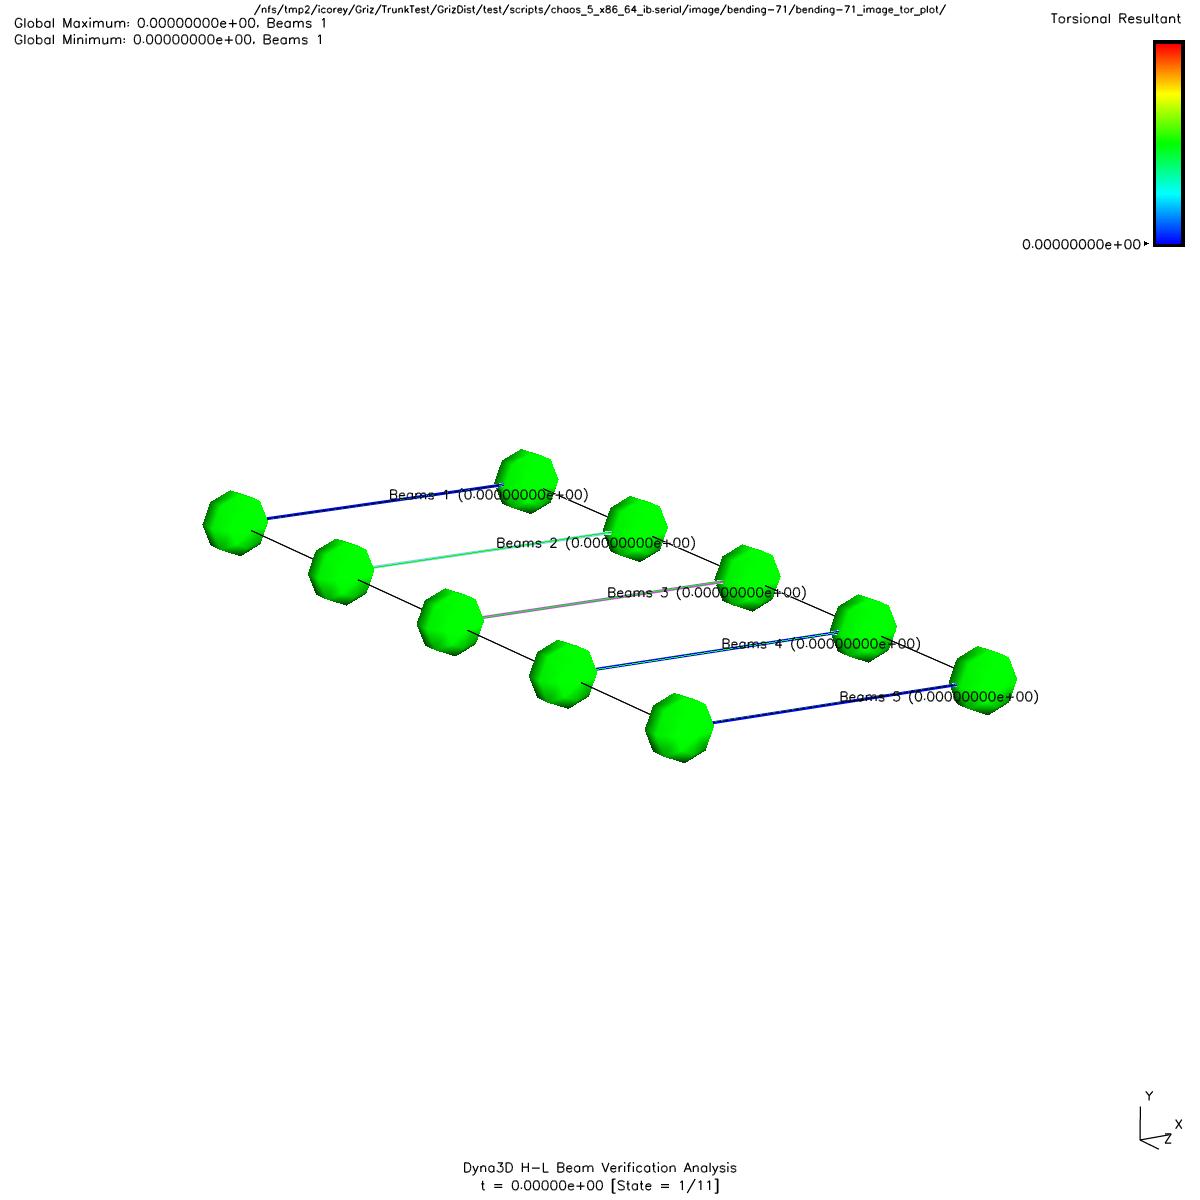 /nfs/tmp2/icorey/Griz/TrunkTest/GrizDist/test/scripts/chaos_5_x86_64_ib.serial/image/bending-71/bending-71_image_tor_plot/
Global Maximum: 0.00000000e+00, Beams 1
Global Minimum: 0.00000000e+00, Beams 1
Torsional Resultant
0.00000000e+00
Beams 1 (0.00000000e+00)
Beams 2 (0.00000000e+00)
Beams 3 (0.00000000e+00)
Beams 4 (0.00000000e+00)
Beams 5 (0.00000000e+00)
Y
X
Z
Dyna3D H-L Beam Verification Analysis
t = 0.00000e+00 [State = 1/11]